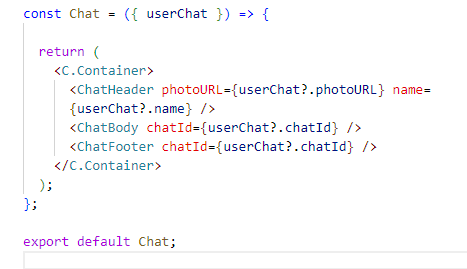 const Chat = ({ userChat }) => {
return (
<C.Container>
<ChatHeader photoURL={userChat?.photoURL} name=
{userChat?.name} />
<ChatBody chatId={userChat?.chatId} />
<ChatFooter chatId={userChat?.chatId} />
</C.Container>
);
};
export default Chat;